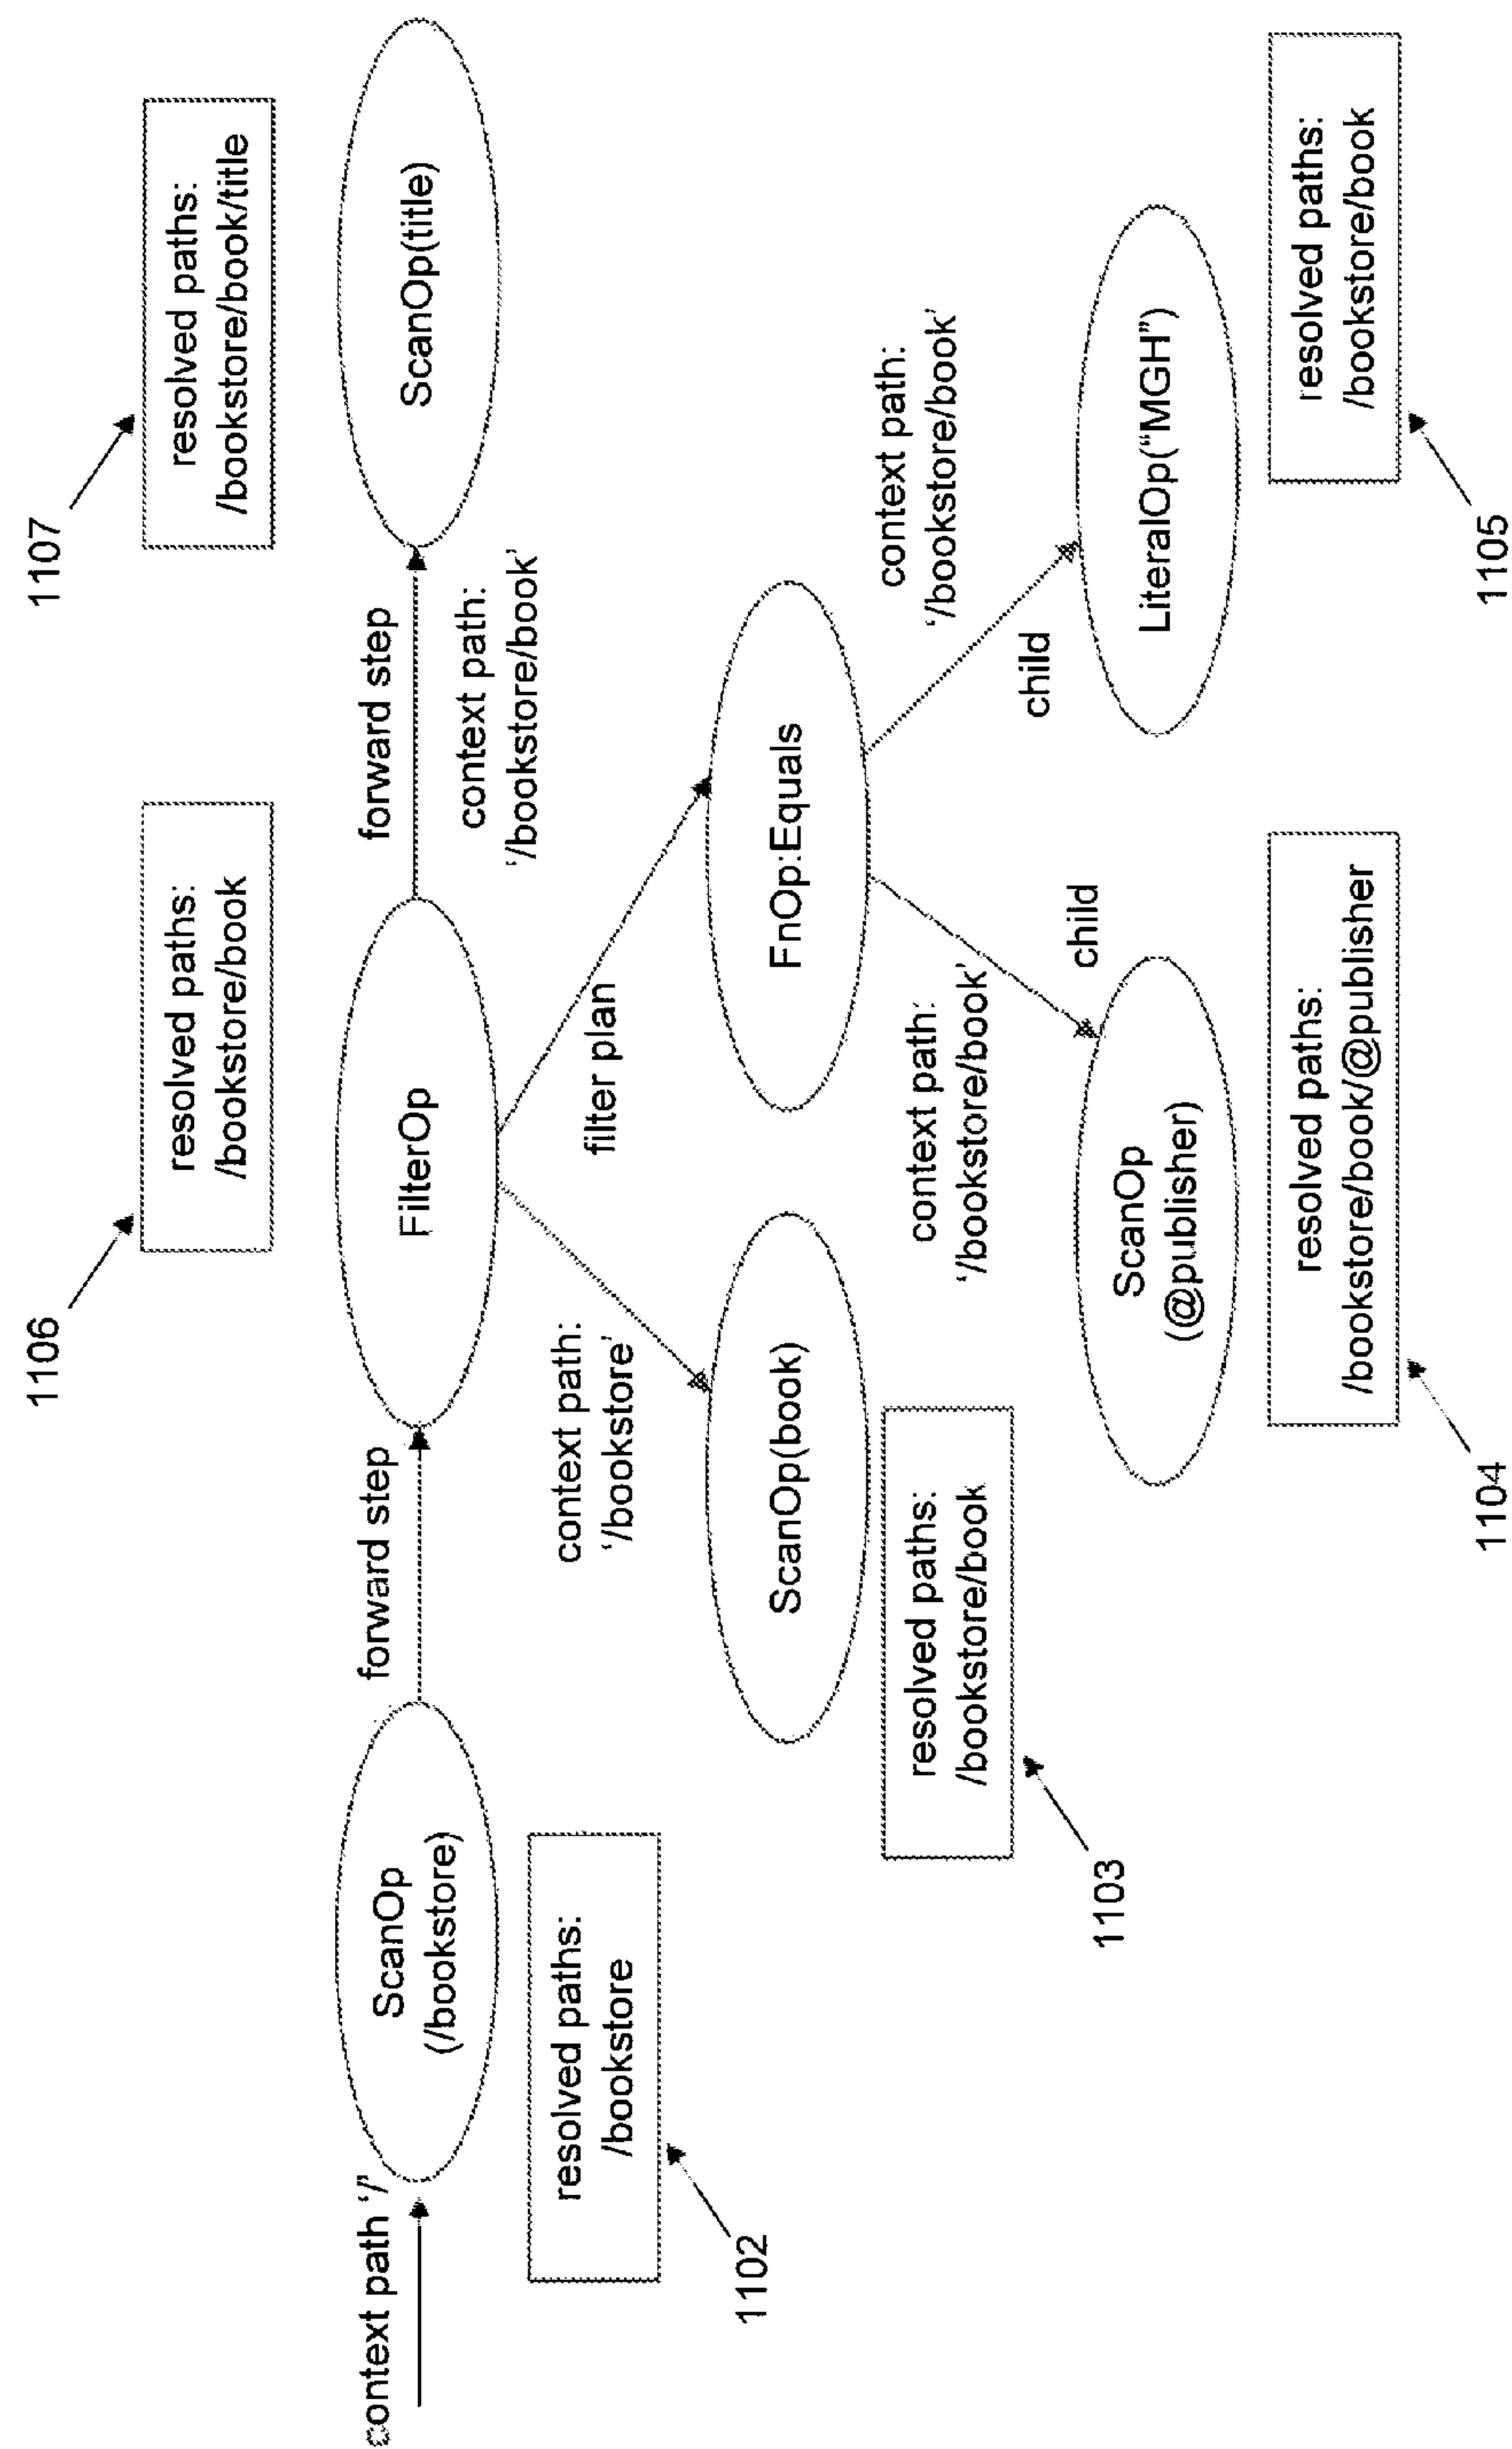 context path ‘/’
ScanOp
(/bookstore)
resolved paths:
/bookstore
1102
forward step
1106
resolved paths:
/bookstore/book
FilterOp
context path:
‘/bookstore’
ScanOp(book)
resolved paths:
/bookstore/book
1103
filter plan
FnOp:Equals
context path:
‘/bookstore/book’
child
ScanOp
(@publisher)
resolved paths:
/bookstore/book/@publisher
1104
context path:
‘/bookstore/book’
child
LiteralOp(“MGH”)
resolved paths:
/bookstore/book
1105
forward step
context path:
‘/bookstore/book’
1107
resolved paths:
/bookstore/book/title
ScanOp(title)